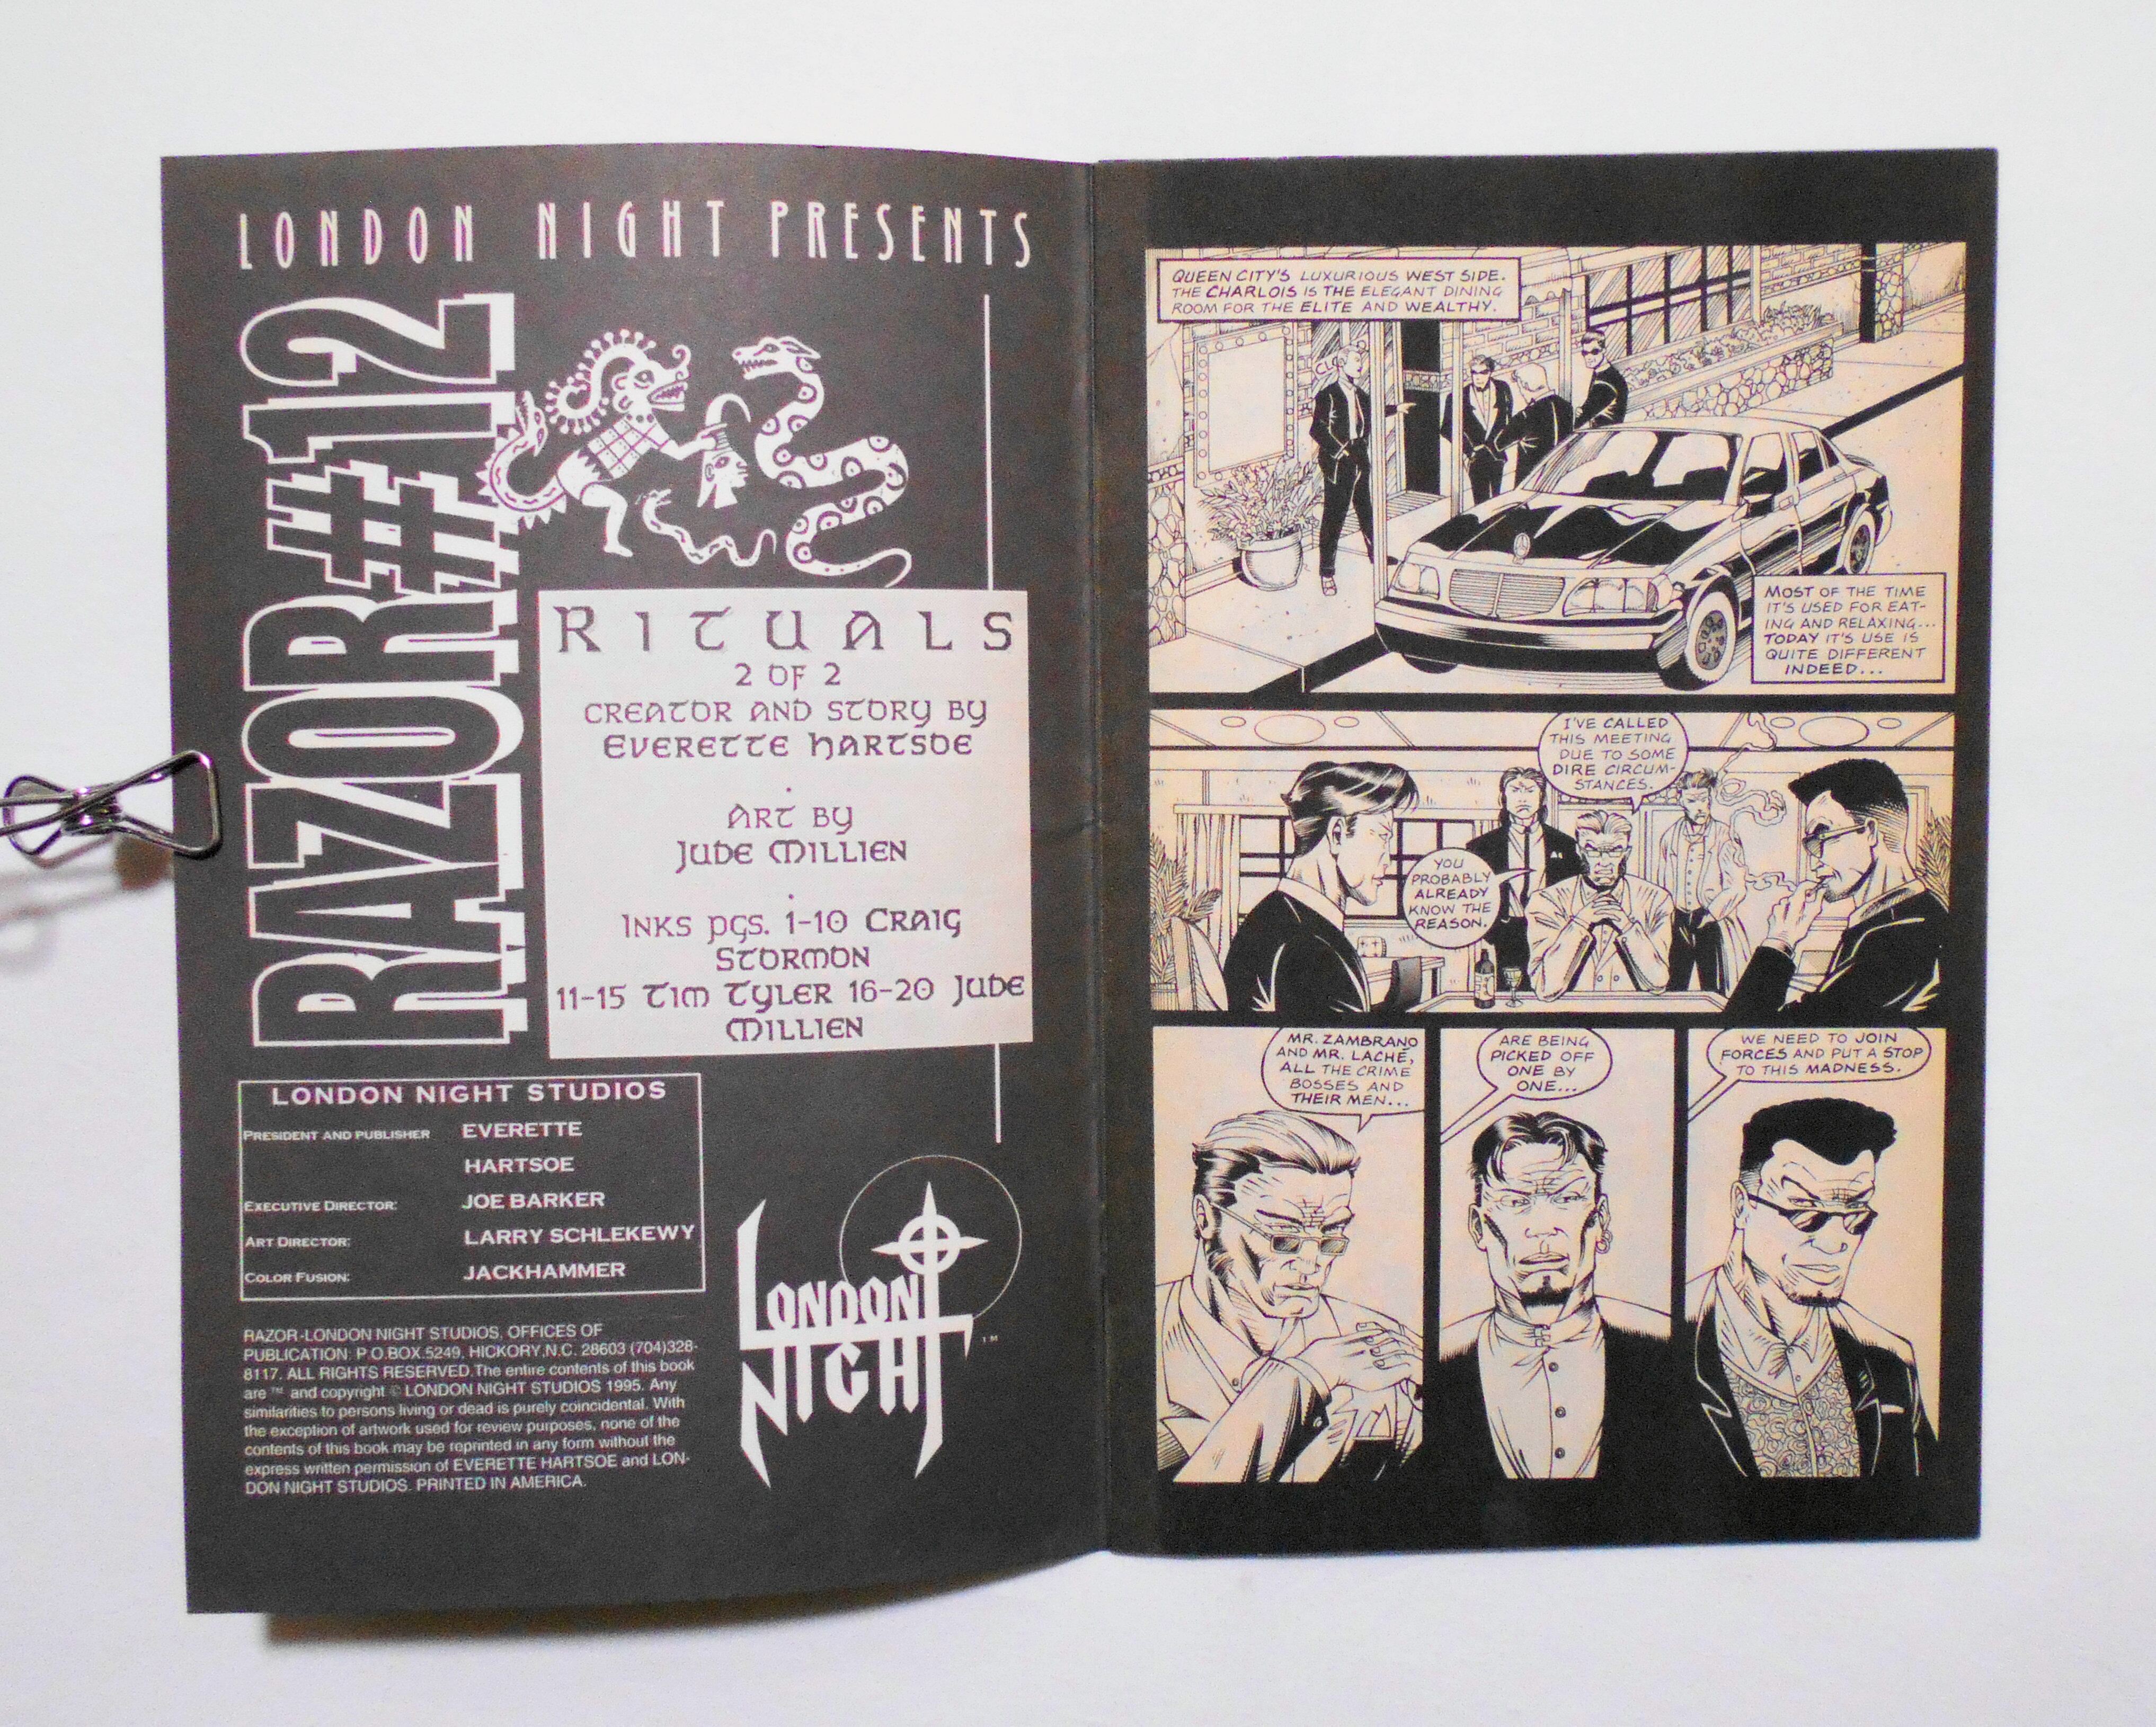 LONDON NIGHT PRESENTS
RAZOR #12
RITUALS
2 OF 2
CREATOR AND STORY BY
EVERETTE HARTSOE
.
ART BY
JUDE MILLIEN
.
INKS PGS. 1-10 CRAIG
STORMON
11-15 TIM TYLER 16-20 JUDE
MILLIEN
LONDON NIGHT STUDIOS
PRESIDENT AND PUBLISHER EVERETTE
HARTSOE
EXECUTIVE DIRECTOR: JOE BARKER
ART DIRECTOR: LARRY SCHLEKEWY
COLOR FUSION: JACKHAMMER
RAZOR-LONDON NIGHT STUDIOS, OFFICES OF
PUBLICATION: P.O.BOX.5249, HICKORY,N.C. 28603 (704)328-
8117. ALL RIGHTS RESERVED.The entire contents of this book
are ™ and copyright © LONDON NIGHT STUDIOS 1995. Any
similarities to persons living or dead is purely coincidental. With
the exception of artwork used for review purposes, none of the
contents of this book may be reprinted in any form without the
express written permission of EVERETTE HARTSOE and LON-
DON NIGHT STUDIOS. PRINTED IN AMERICA.
LONDON
NIGHT
TM
QUEEN CITY'S LUXURIOUS WEST SIDE.
THE CHARLOIS IS THE ELEGANT DINING
ROOM FOR THE ELITE AND WEALTHY.
MOST OF THE TIME
IT'S USED FOR EAT-
ING AND RELAXING...
TODAY IT'S USE IS
QUITE DIFFERENT
INDEED...
I'VE CALLED
THIS MEETING
DUE TO SOME
DIRE CIRCUM-
STANCES.
YOU
PROBABLY
ALREADY
KNOW THE
REASON.
MR. ZAMBRANO
AND MR. LACHÉ,
ALL THE CRIME
BOSSES AND
THEIR MEN...
ARE BEING
PICKED OFF
ONE BY
ONE...
WE NEED TO JOIN
FORCES AND PUT A STOP
TO THIS MADNESS.